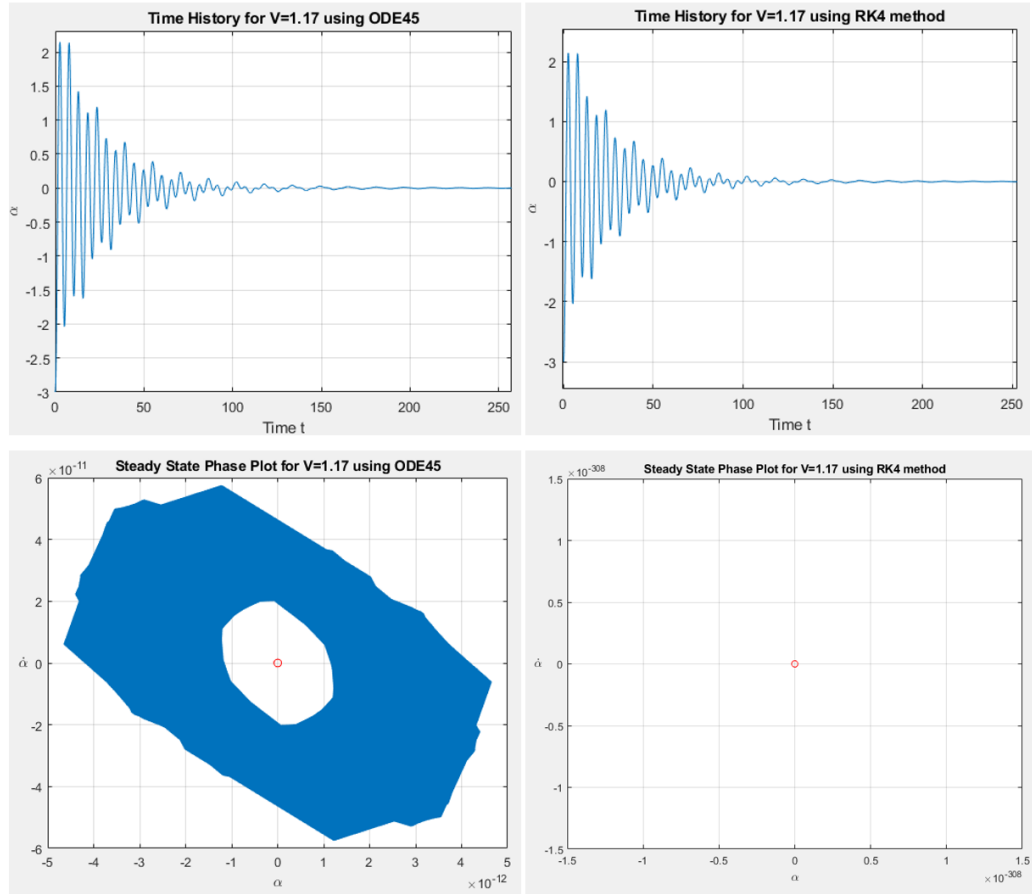 Time History for V=1.17 using ODE45
2
1.5
1
0.5
0
-0.5
-1
-1.5
-2
-2.5
-3
α
0 50 100 150 200 250
Time t
Time History for V=1.17 using RK4 method
2
1
0
-1
-2
-3
α
0 50 100 150 200 250
Time t
Steady State Phase Plot for V=1.17 using ODE45
×10⁻¹¹
6
4
2
0
-2
-4
-6
α̇
-5 -4 -3 -2 -1 0 1 2 3 4 5
α
×10⁻¹²
Steady State Phase Plot for V=1.17 using RK4 method
×10⁻³⁰⁸
1.5
1
0.5
0
-0.5
-1
-1.5
α̇
-1.5 -1 -0.5 0 0.5 1 1.5
α
×10⁻³⁰⁸